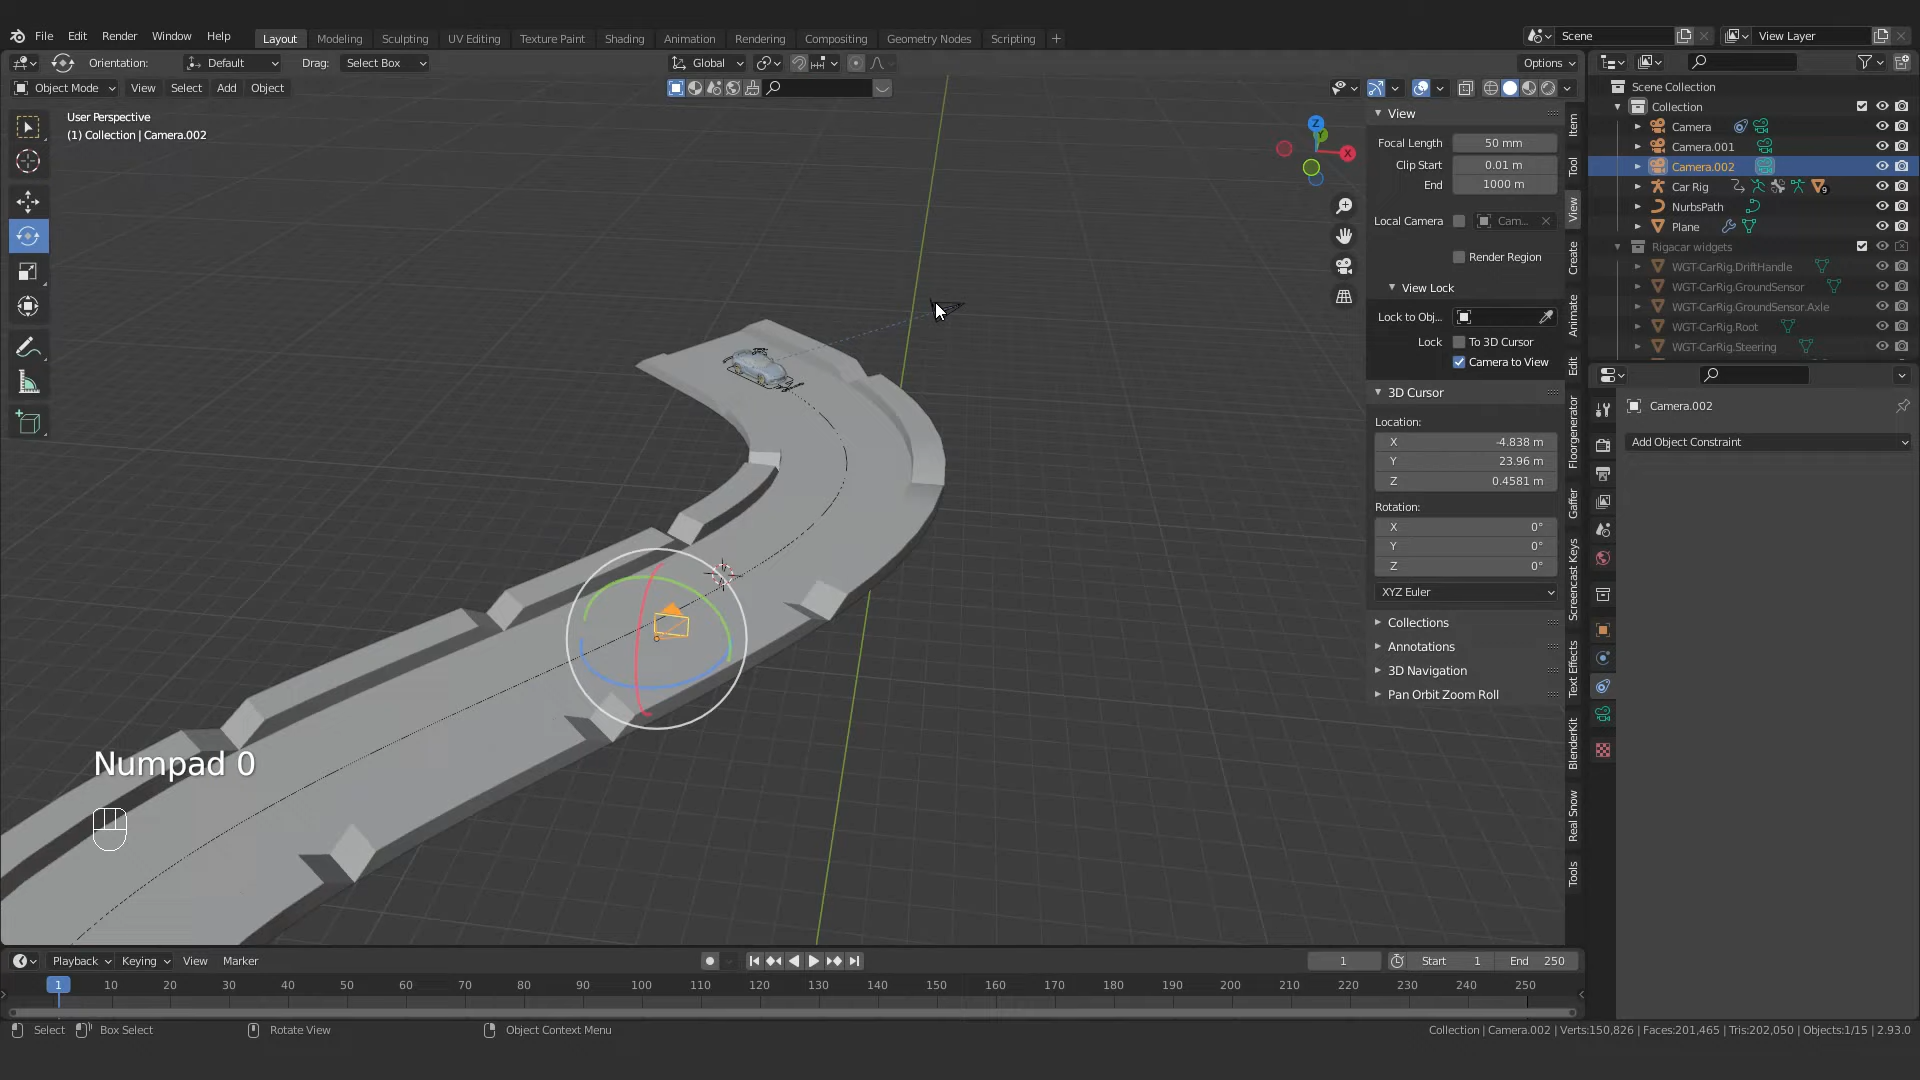 File Edit Render Window Help Layout Modeling Sculpting UV Editing Texture Paint Shading Animation Rendering Compositing Geometry Nodes Scripting + Scene View Layer
Orientation: Default Drag: Select Box Global Options
Object Mode View Select Add Object
User Perspective
(1) Collection | Camera.002
Z
Y
X
View
Focal Length 50 mm
Clip Start 0.01 m
End 1000 m
Local Camera Cam...
Render Region
View Lock
Lock to Obj...
Lock To 3D Cursor
Camera to View
3D Cursor
Location:
X -4.838 m
Y 23.96 m
Z 0.4581 m
Rotation:
X 0°
Y 0°
Z 0°
XYZ Euler
Collections
Annotations
3D Navigation
Pan Orbit Zoom Roll
Item
Tool
View
Create
Animate
Edit
Floorgenerator
Gaffer
Screencast Keys
Text Effects
BlenderKit
Real Snow
Tools
Scene Collection
Collection
Camera
Camera.001
Camera.002
Car Rig 9
NurbsPath
Plane
Rigacar widgets
WGT-CarRig.DriftHandle
WGT-CarRig.GroundSensor
WGT-CarRig.GroundSensor.Axle
WGT-CarRig.Root
WGT-CarRig.Steering
Camera.002
Add Object Constraint
Numpad 0
Playback Keying View Marker 1 Start 1 End 250
1 10 20 30 40 50 60 70 80 90 100 110 120 130 140 150 160 170 180 190 200 210 220 230 240 250
Select Box Select Rotate View Object Context Menu Collection | Camera.002 | Verts:150,826 | Faces:201,465 | Tris:202,050 | Objects:1/15 | 2.93.0